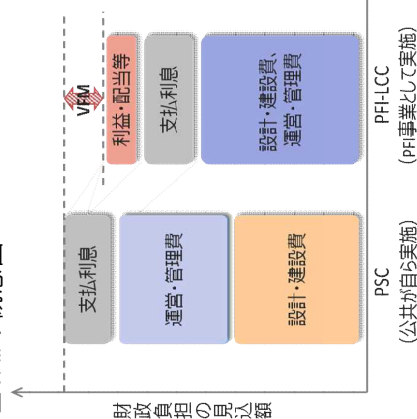 財政負担の見込額
支払利息
運営・管理費
設計・建設費
PSC
(公共が自ら実施)
VFM
利益・配当等
支払利息
設計・建設費、
運営・管理費
PFI-LCC
(PFI事業として実施)